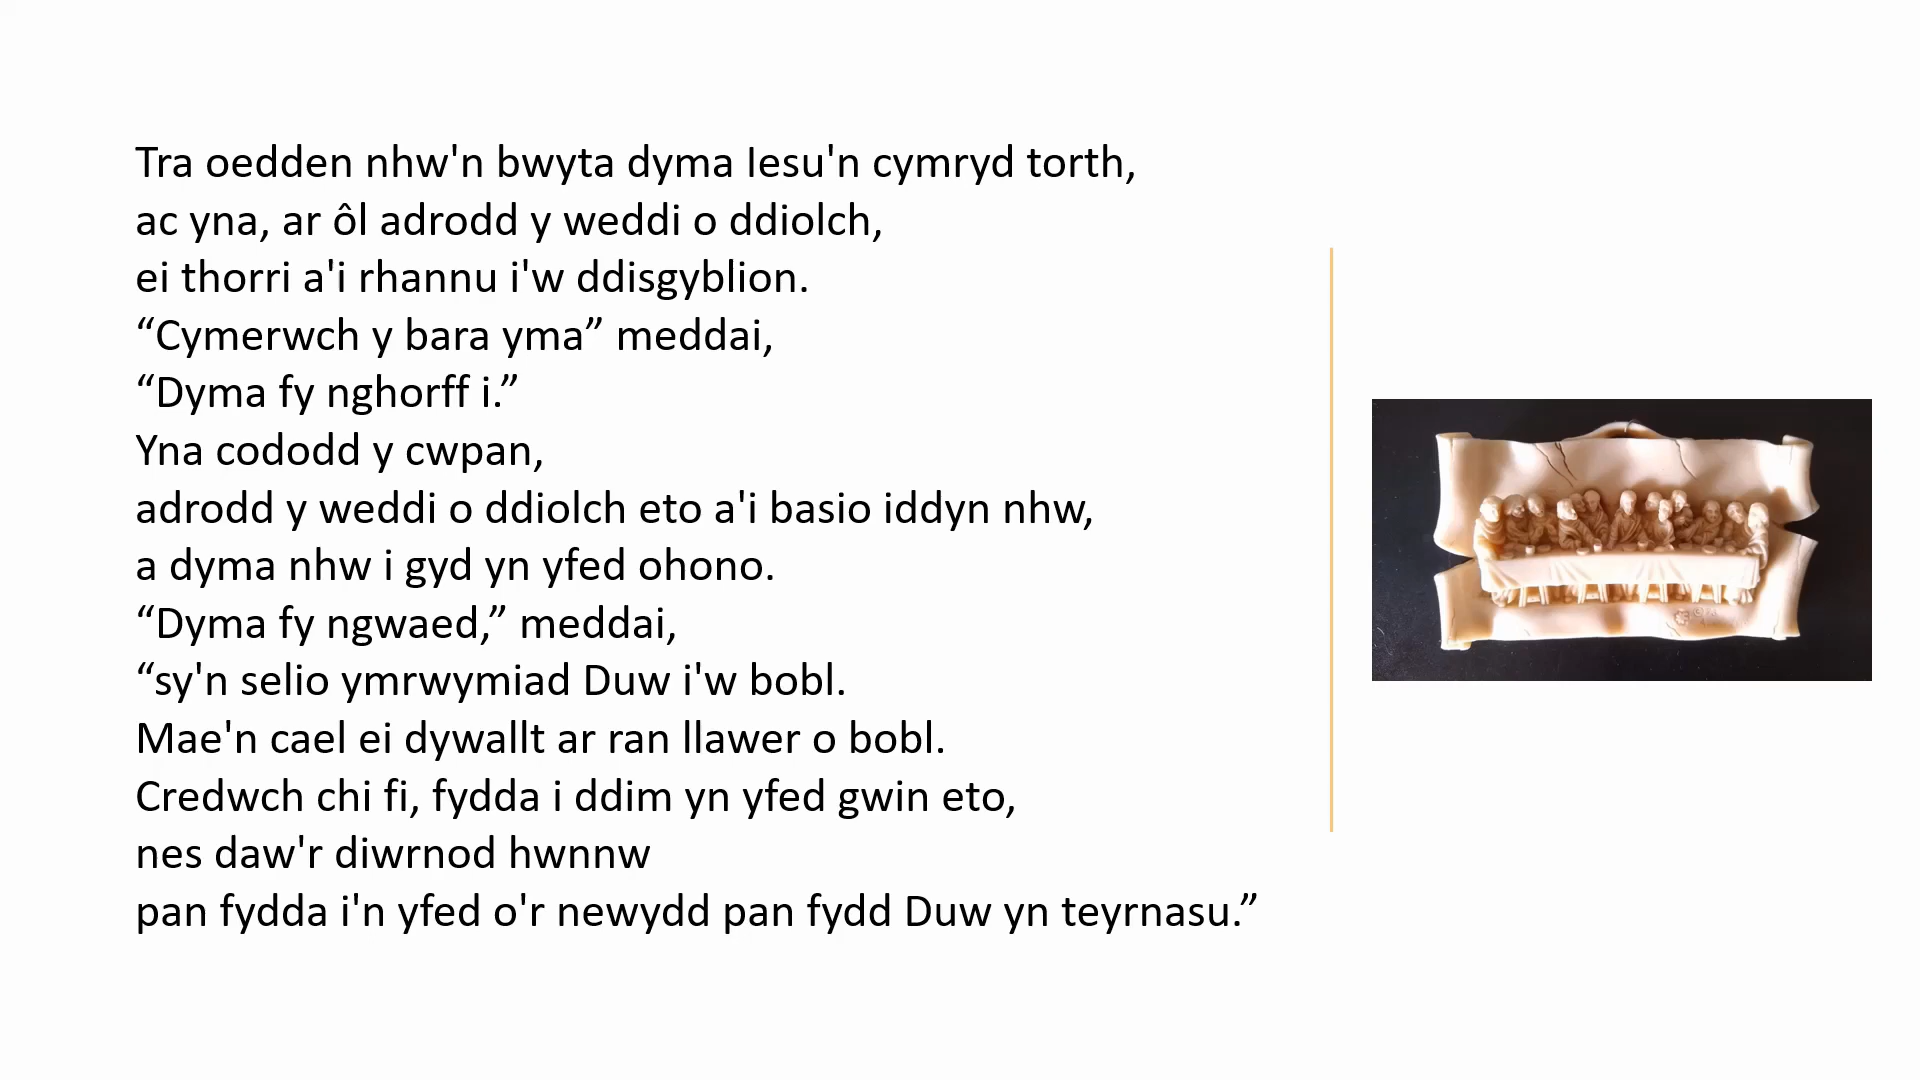 Tra oedden nhw'n bwyta dyma Iesu'n cymryd torth,
ac yna, ar ôl adrodd y weddi o ddiolch,
ei thorri a'i rhannu i'w ddisgyblion.
“Cymerwch y bara yma” meddai,
“Dyma fy nghorff i.”
Yna cododd y cwpan,
adrodd y weddi o ddiolch eto a'i basio iddyn nhw,
a dyma nhw i gyd yn yfed ohono.
“Dyma fy ngwaed,” meddai,
“sy'n selio ymrwymiad Duw i'w bobl.
Mae'n cael ei dywallt ar ran llawer o bobl.
Credwch chi fi, fydda i ddim yn yfed gwin eto,
nes daw'r diwrnod hwnnw
pan fydda i'n yfed o'r newydd pan fydd Duw yn teyrnasu.”